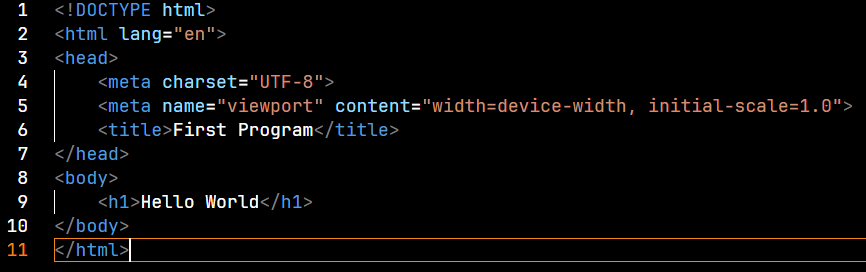 1 <!DOCTYPE html>
2 <html lang="en">
3 <head>
4     <meta charset="UTF-8">
5     <meta name="viewport" content="width=device-width, initial-scale=1.0">
6     <title>First Program</title>
7 </head>
8 <body>
9     <h1>Hello World</h1>
10 </body>
11 </html>